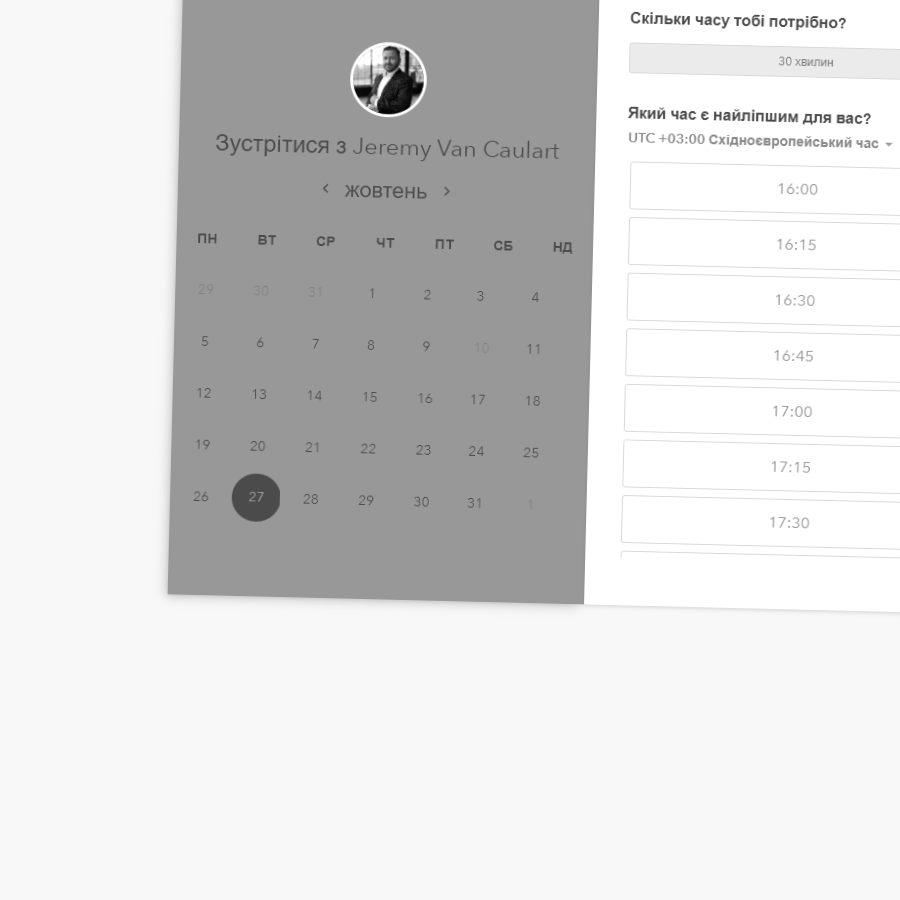 Зустрітися з Jeremy Van Caulart
‹ жовтень ›
ПН ВТ СР ЧТ ПТ СБ НД
29 30 31 1 2 3 4
5 6 7 8 9 10 11
12 13 14 15 16 17 18
19 20 21 22 23 24 25
26 27 28 29 30 31 1
Скільки часу тобі потрібно?
30 хвилин
Який час є найліпшим для вас?
UTC +03:00 Східноєвропейський час
16:00
16:15
16:30
16:45
17:00
17:15
17:30